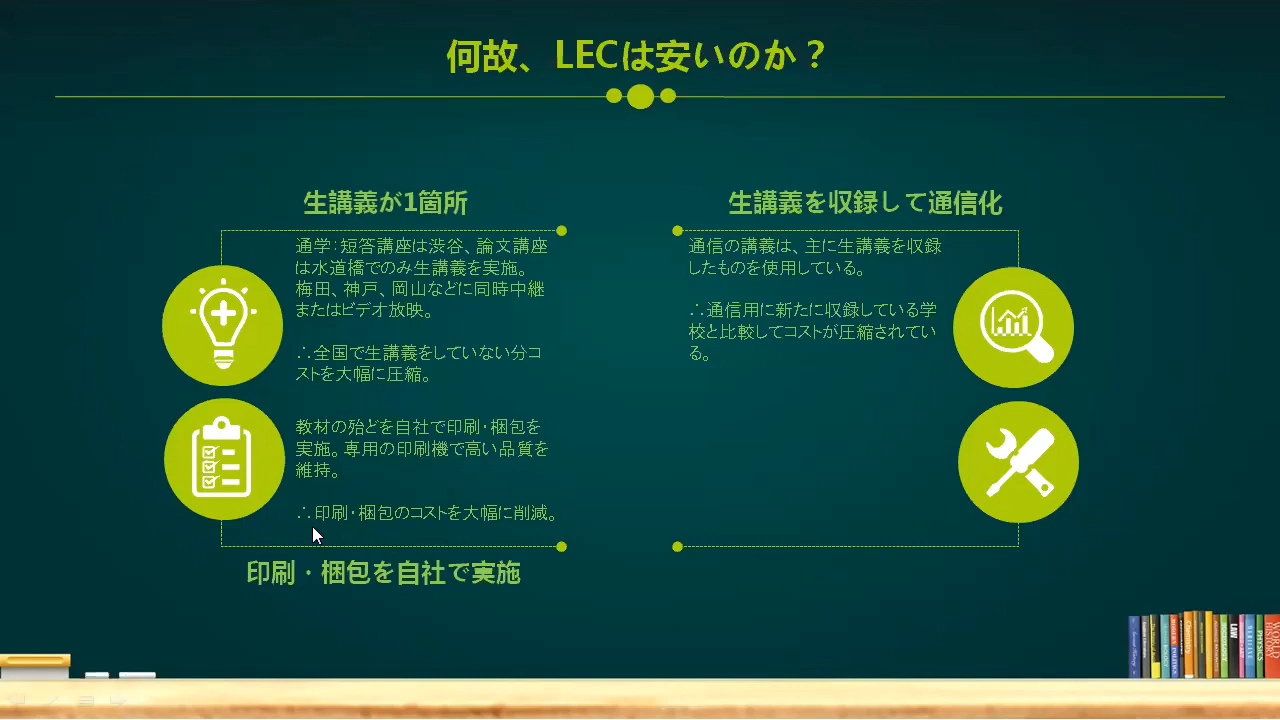 何故、LECは安いのか？
生講義が1箇所
通学：短答講座は渋谷、論文講座
は水道橋でのみ生講義を実施。
梅田、神戸、岡山などに同時中継
またはビデオ放映。
∴全国で生講義をしていない分コ
ストを大幅に圧縮。
教材の殆どを自社で印刷・梱包を
実施。専用の印刷機で高い品質を
維持。
∴印刷・梱包のコストを大幅に削減。
印刷・梱包を自社で実施
生講義を収録して通信化
通信の講義は、主に生講義を収録
したものを使用している。
∴通信用に新たに収録している学
校と比較してコストが圧縮されてい
る。
LAW
PHYSICS
WORLD
HISTORY